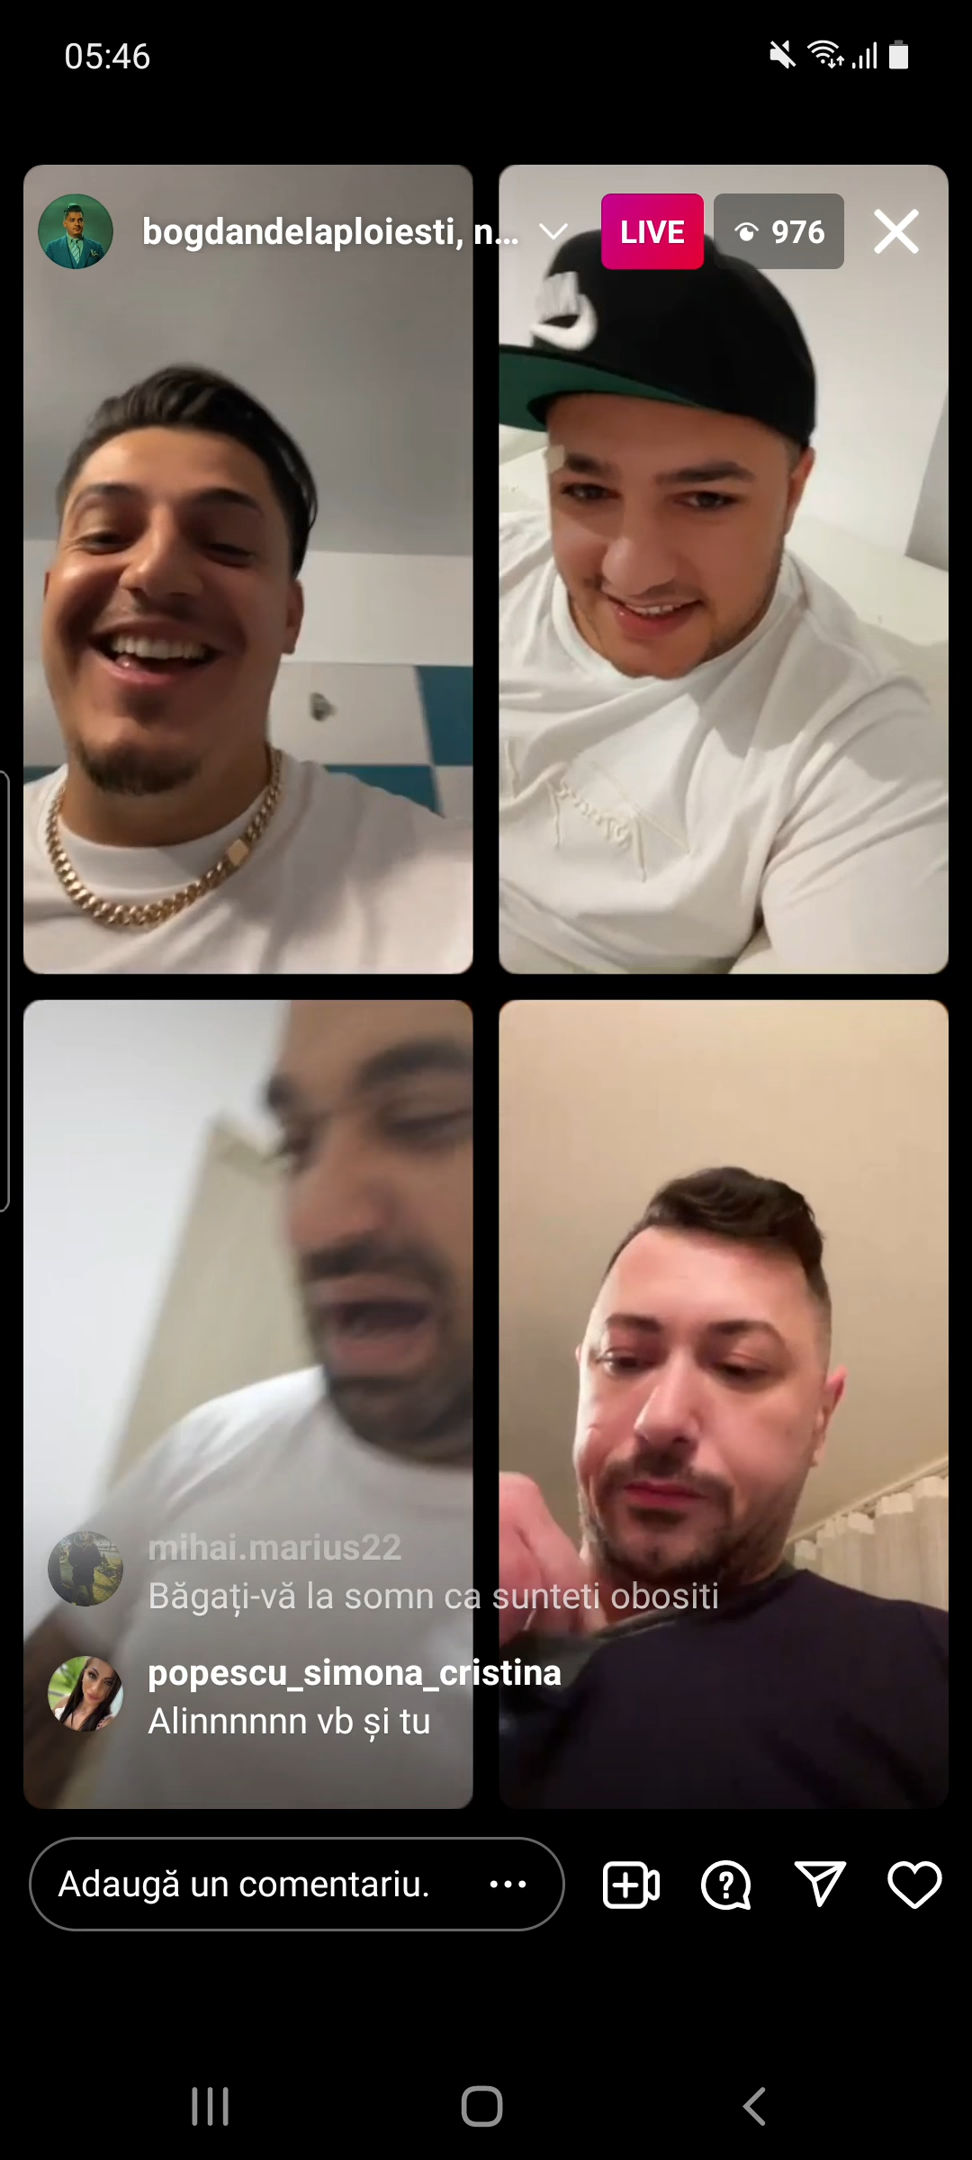 05:46
bogdandelaploiesti, n...
LIVE
976
mihai.marius22
Băgați-vă la somn ca sunteti obositi
popescu_simona_cristina
Alinnnnnn vb și tu
Adaugă un comentariu.